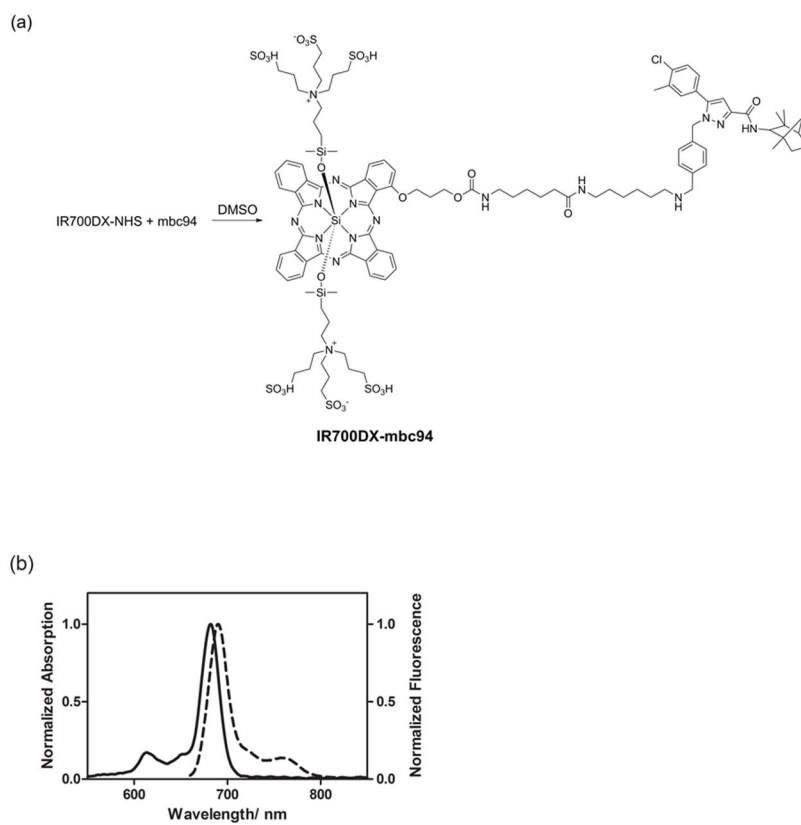 (a)
SO₃H
⁻O₃S
SO₃H
N
+
Si
O
N
N
N
N
N
N
N
N
Si
O
Si
O
O
O
N
H
O
H
N
N
H
Cl
N
N
O
HN
IR700DX-NHS + mbc94
DMSO
N
+
SO₃H
SO₃H
SO₃⁻
IR700DX-mbc94
(b)
Normalized Absorption
Normalized Fluorescence
1.0
0.5
0.0
1.0
0.5
0.0
600
700
800
Wavelength/ nm